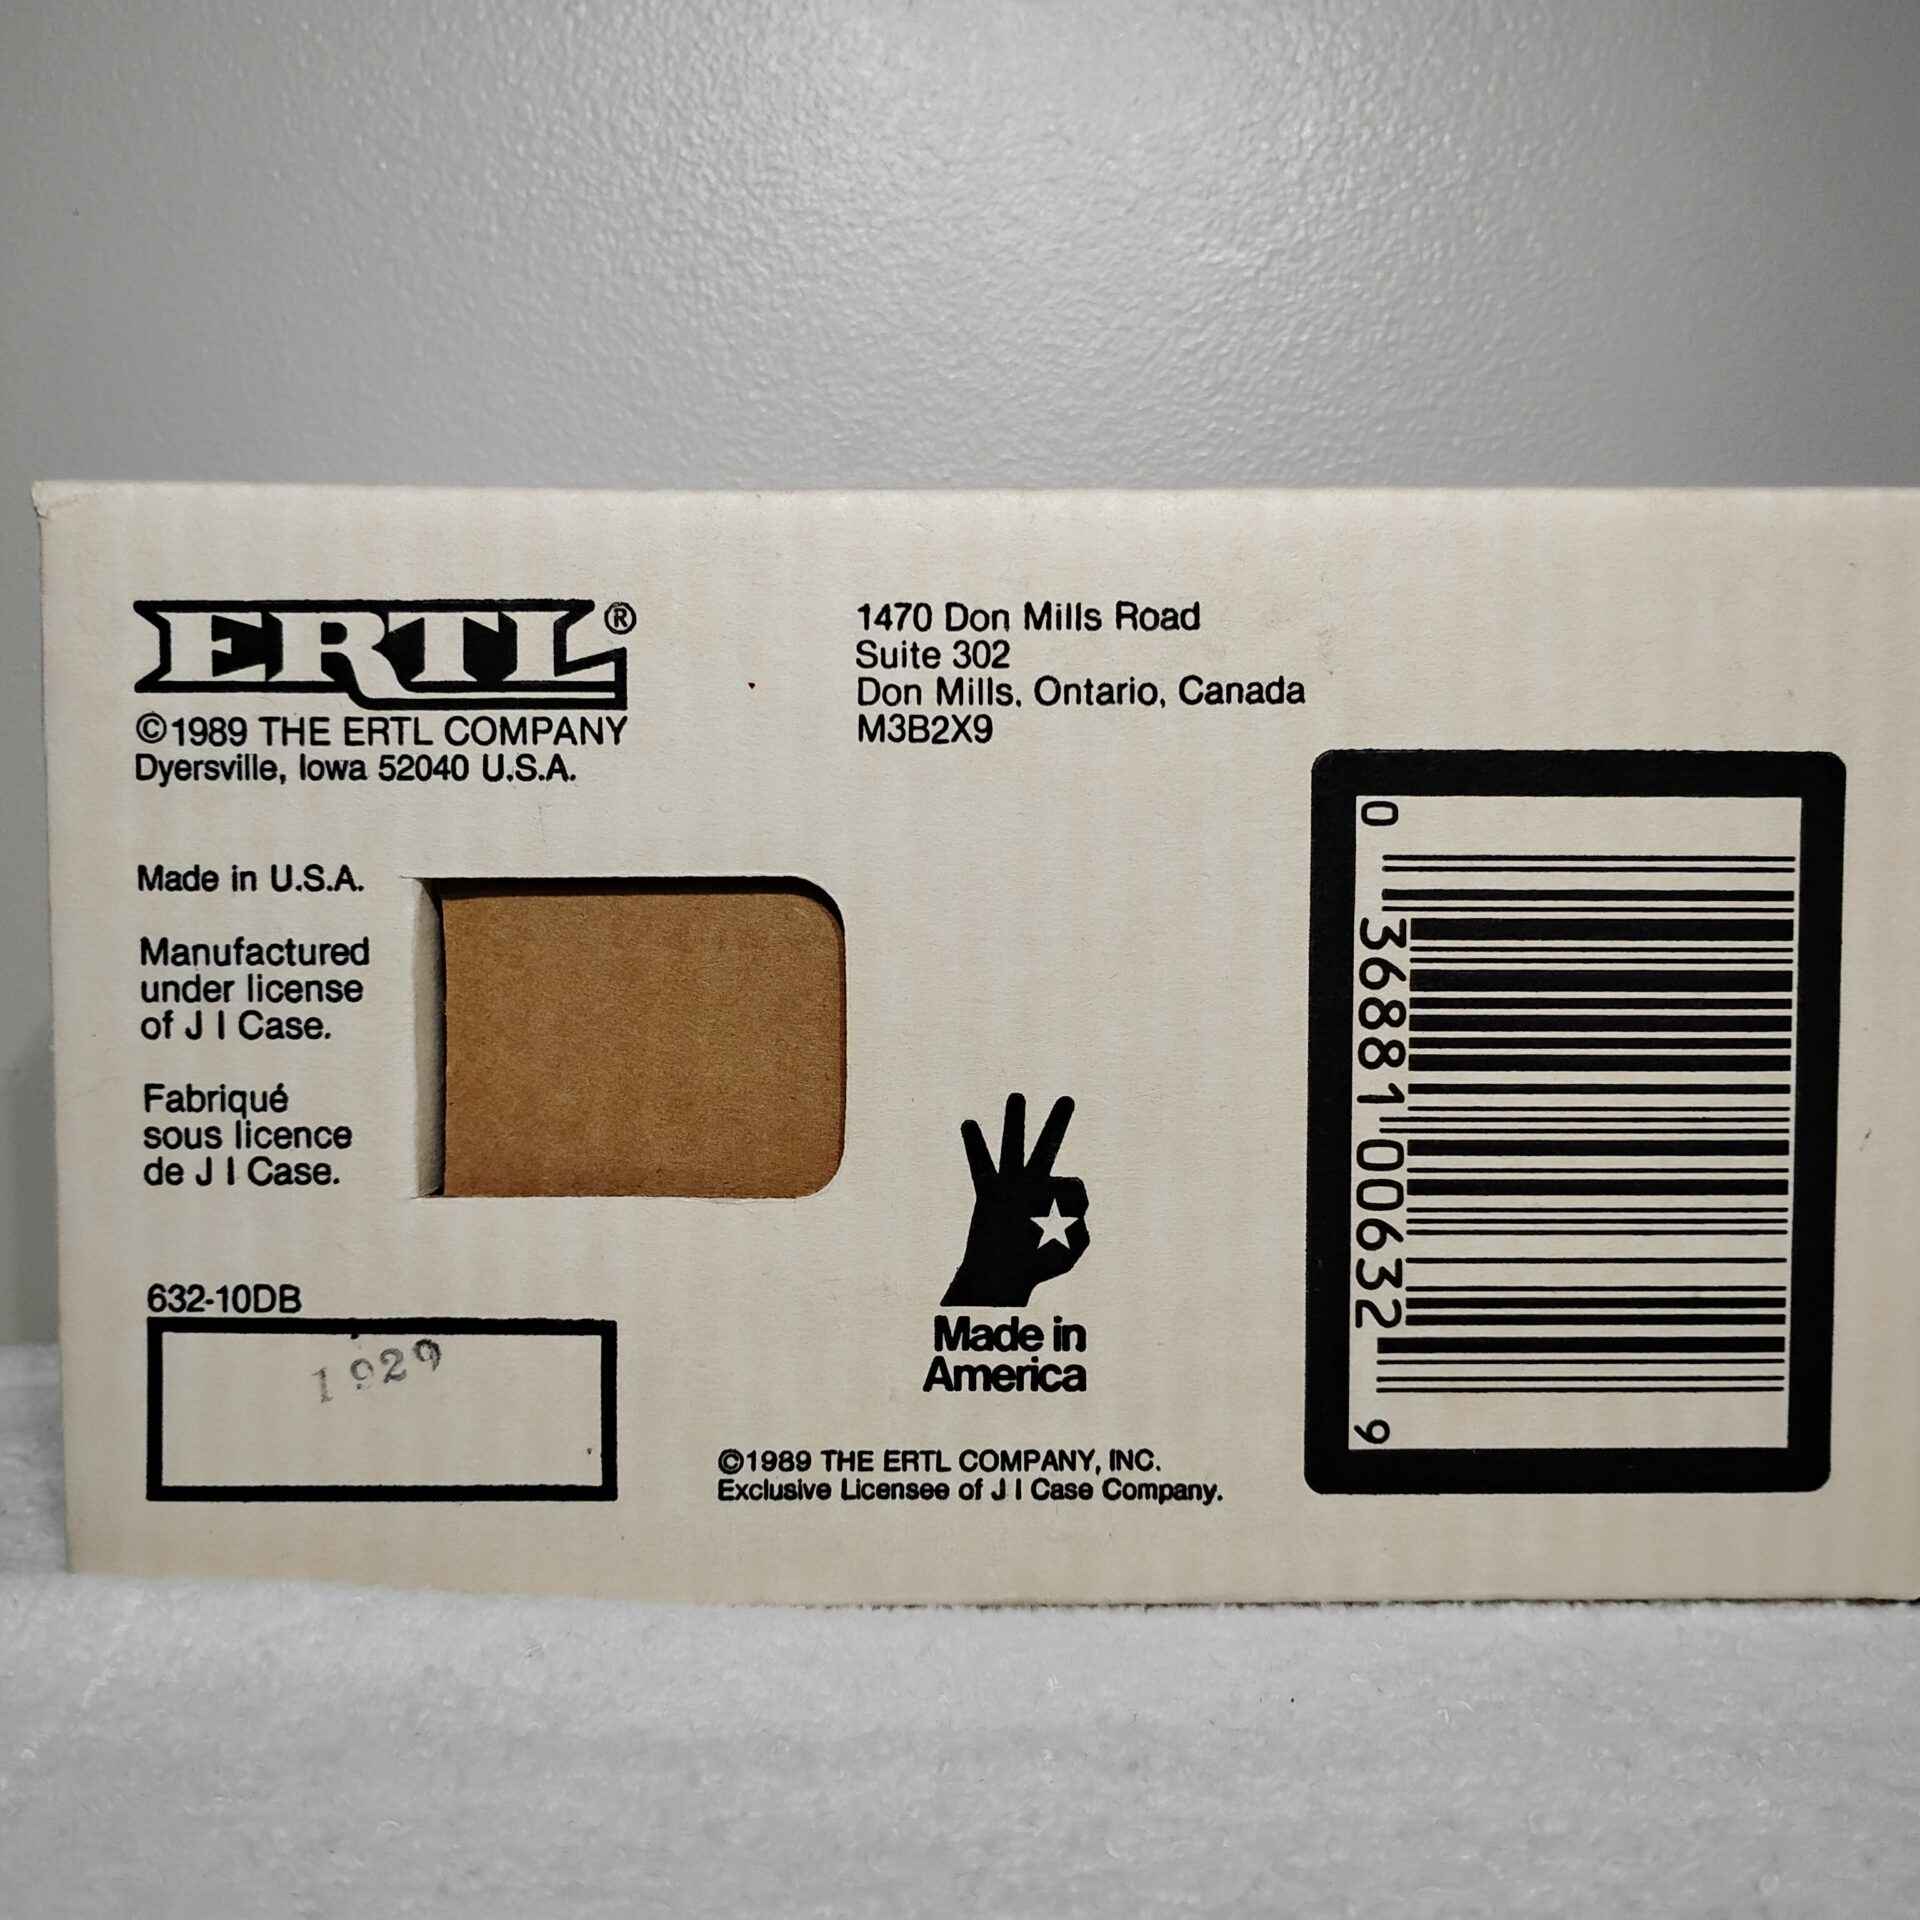 ERTL®
©1989 THE ERTL COMPANY
Dyersville, Iowa 52040 U.S.A.
1470 Don Mills Road
Suite 302
Don Mills, Ontario, Canada
M3B2X9
Made in U.S.A.
Manufactured
under license
of J I Case.
Fabriqué
sous licence
de J I Case.
632-10DB
1929
Made in
America
©1989 THE ERTL COMPANY, INC.
Exclusive Licensee of J I Case Company.
0 36881 00632 9